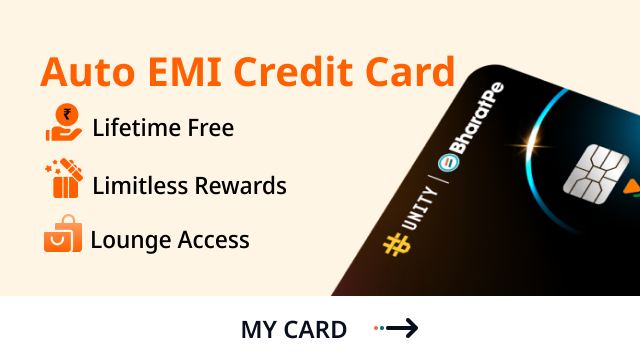 Auto EMI Credit Card
₹
Lifetime Free
Limitless Rewards
Lounge Access
UNITY | BharatPe
MY CARD